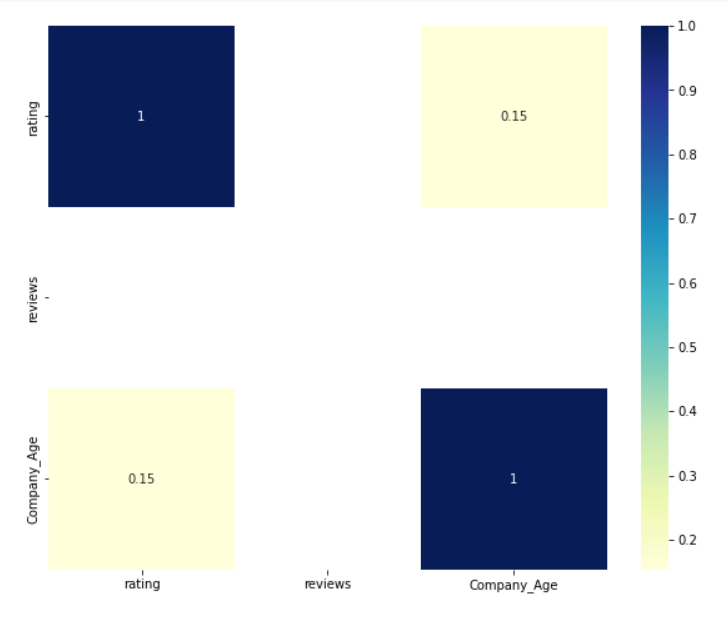 1.0
rating
1
0.15
0.9
0.8
0.7
reviews
0.6
0.5
0.4
Company_Age
0.15
1
0.3
0.2
rating
reviews
Company_Age